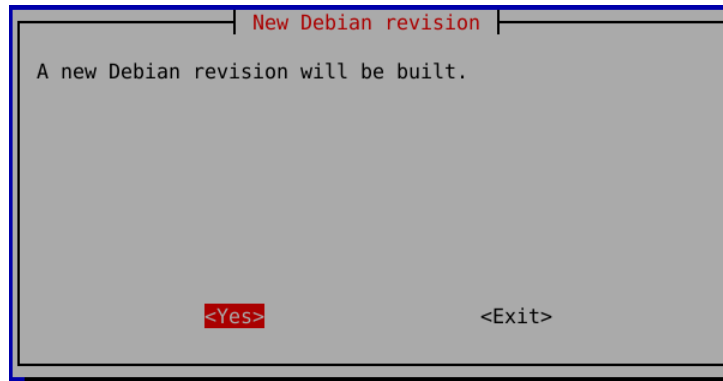 New Debian revision
A new Debian revision will be built.
<Yes> <Exit>